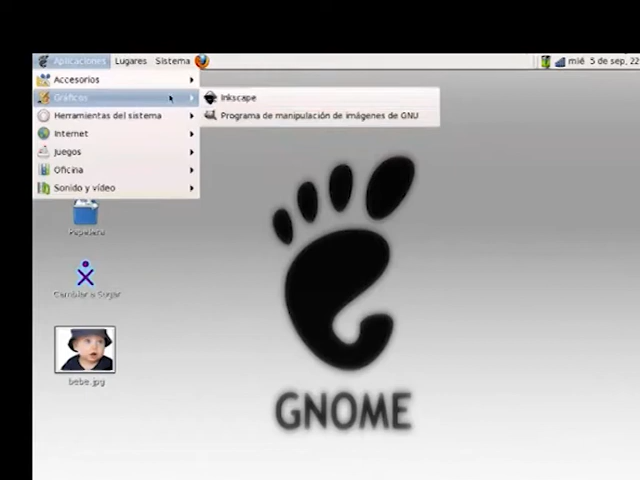 Aplicaciones Lugares Sistema mié 5 de sep, 22
Accesorios
Gráficos
Inkscape
Herramientas del sistema
Programa de manipulación de imágenes de GNU
Internet
Juegos
Oficina
Sonido y vídeo
Papelera
Cambiar a Sugar
bebe.jpg
GNOME